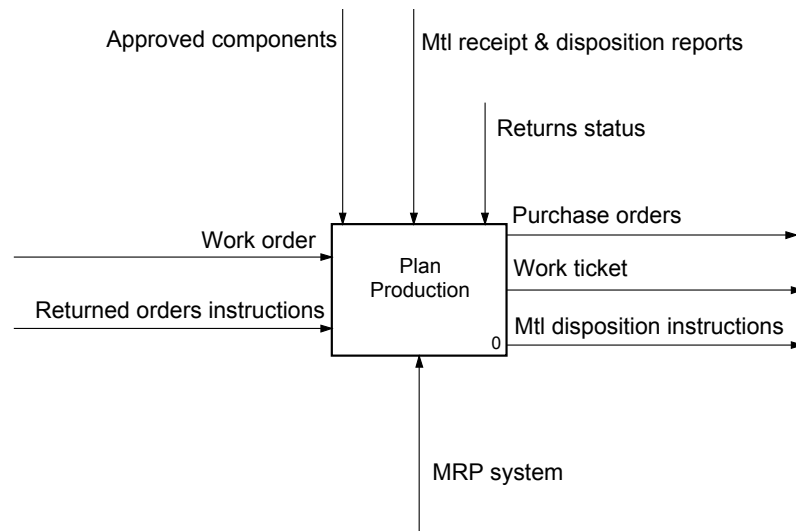 Approved components
Mtl receipt & disposition reports
Returns status
Purchase orders
Work order
Plan
Production
Work ticket
Returned orders instructions
Mtl disposition instructions
0
MRP system